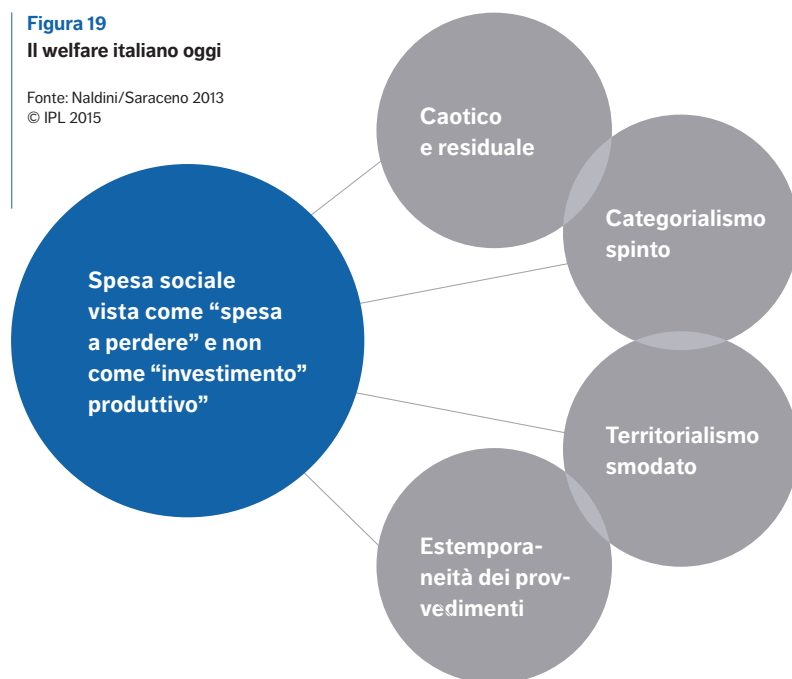 Figura 19
Il welfare italiano oggi
Fonte: Naldini/Saraceno 2013
© IPL 2015
Caotico
e residuale
Categorialismo
spinto
Spesa sociale
vista come “spesa
a perdere” e non
come “investimento”
produttivo”
Territorialismo
smodato
Estempora-
neità dei prov-
vedimenti